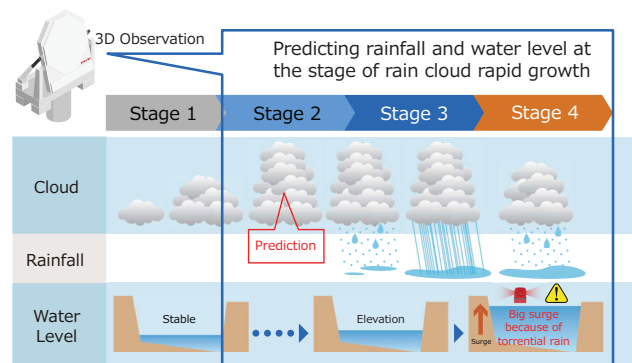 3D Observation
Predicting rainfall and water level at
the stage of rain cloud rapid growth
Stage 1
Stage 2
Stage 3
Stage 4
Cloud
Prediction
Rainfall
Water
Level
Stable
Elevation
Surge
Big surge
because of
torrential rain